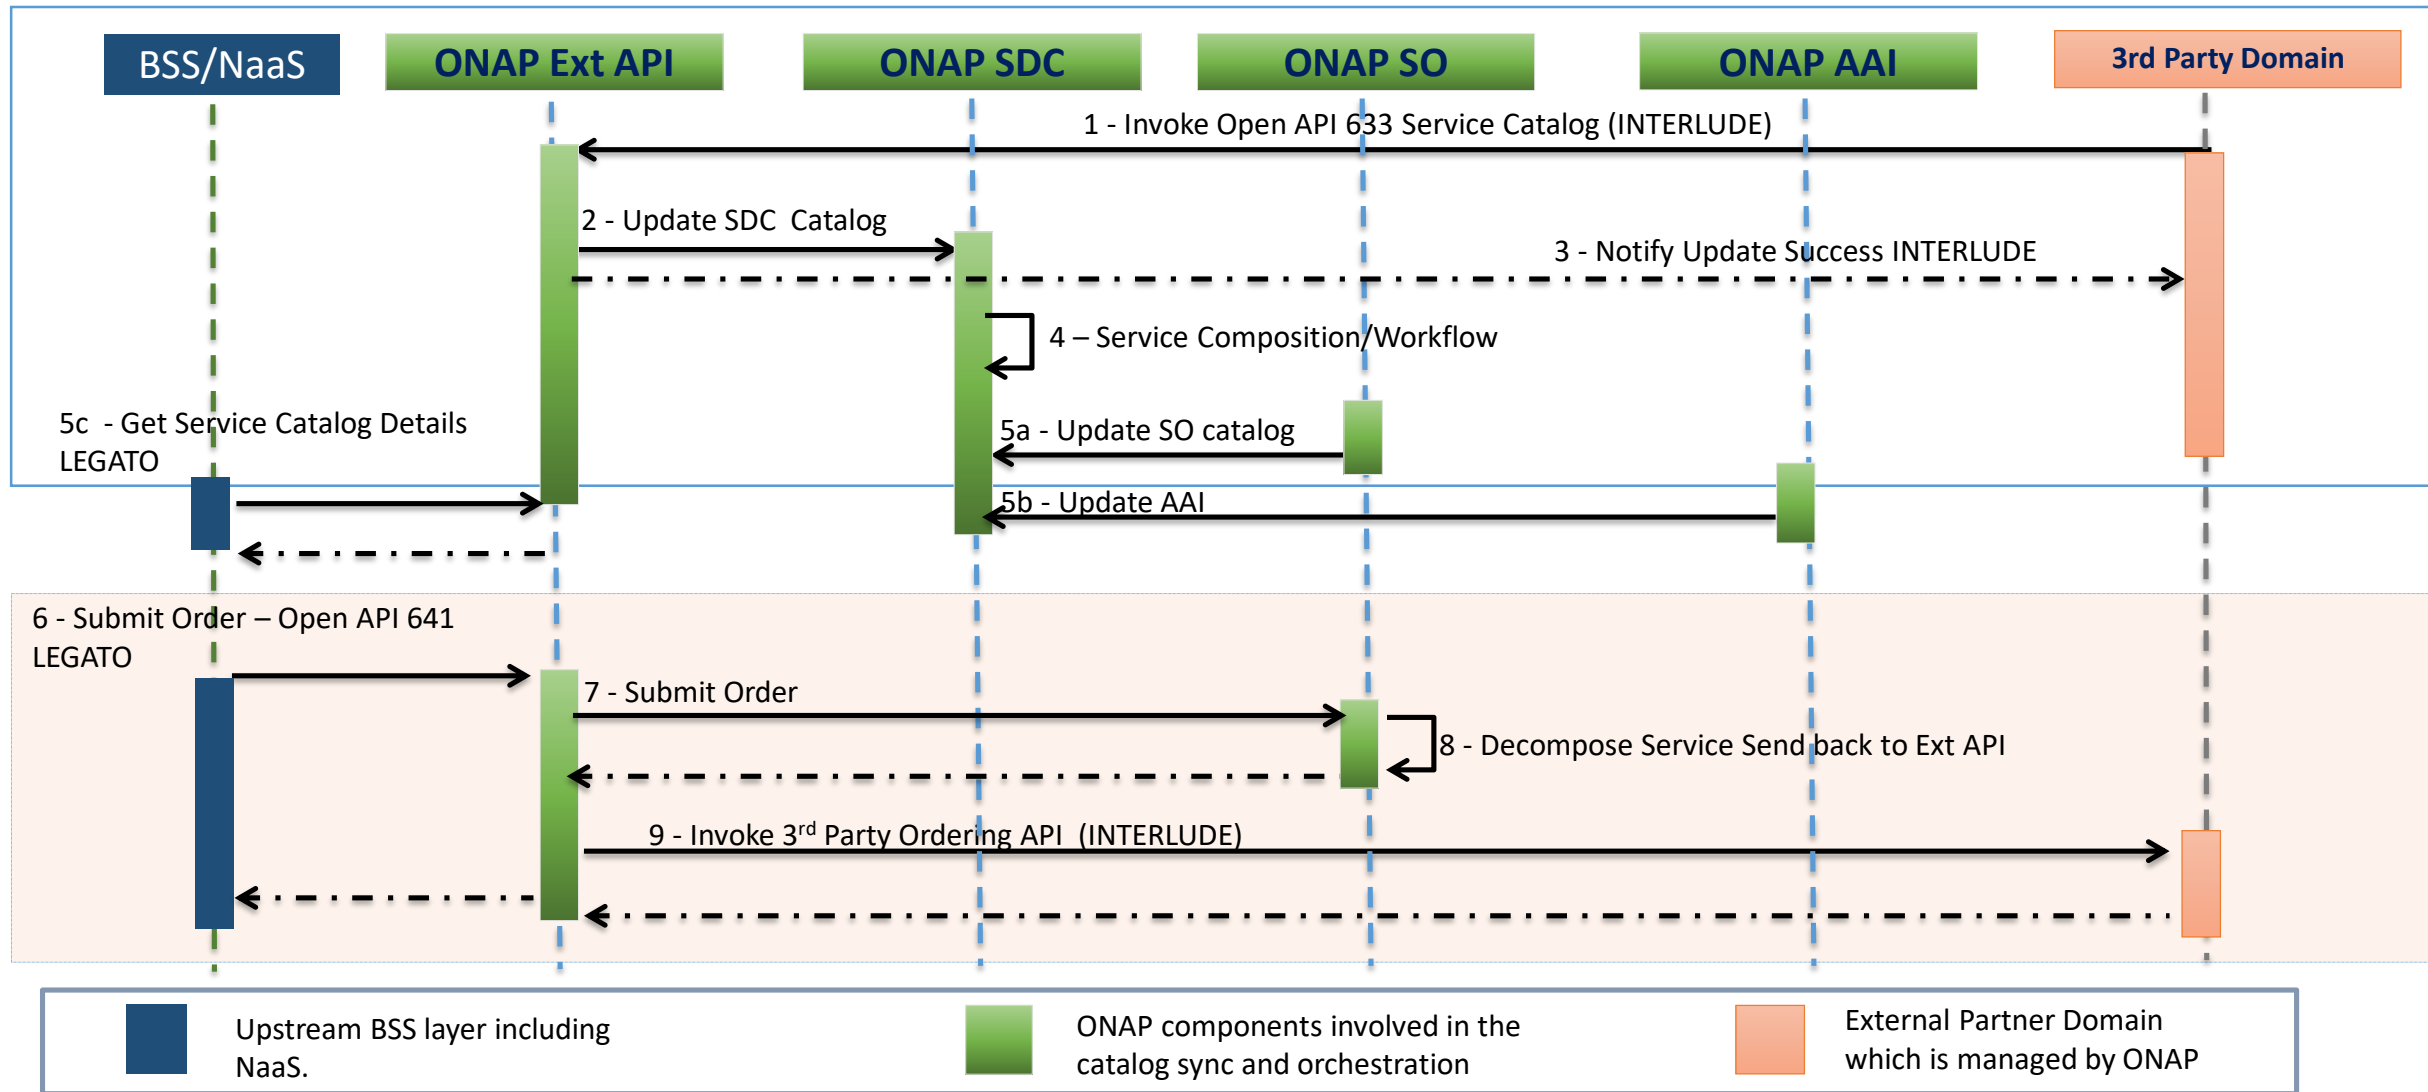 BSS/NaaS
ONAP Ext API
ONAP SDC
ONAP SO
ONAP AAI
3rd Party Domain
1 - Invoke Open API 633 Service Catalog (INTERLUDE)
2 - Update SDC  Catalog
3 - Notify Update Success INTERLUDE
4 – Service Composition/Workflow
5c  - Get Service Catalog Details
LEGATO
5a - Update SO catalog
5b - Update AAI
6 - Submit Order – Open API 641
LEGATO
7 - Submit Order
8 - Decompose Service Send back to Ext API
9 - Invoke 3rd Party Ordering API  (INTERLUDE)
Upstream BSS layer including
NaaS.
ONAP components involved in the
catalog sync and orchestration
External Partner Domain
which is managed by ONAP